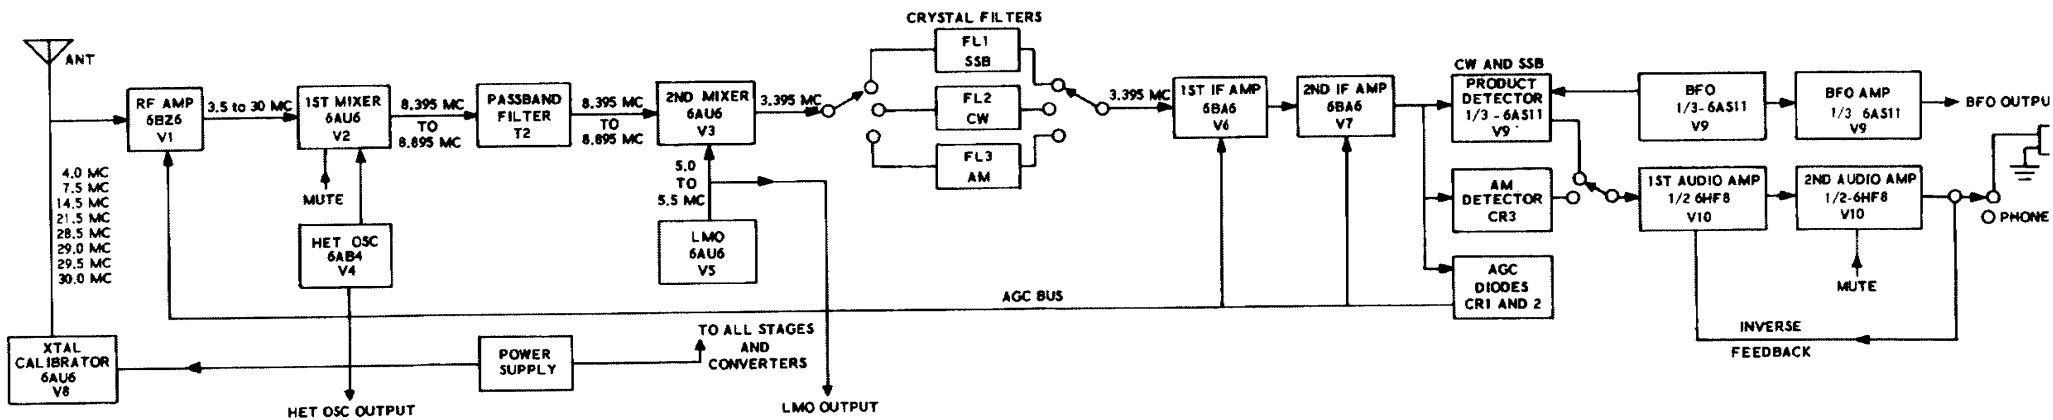 CRYSTAL FILTERS
ANT
RF AMP
6BZ6
V1
3.5 to 30 MC
1ST MIXER
6AU6
V2
8.395 MC
TO
8.895 MC
PASSBAND
FILTER
T2
8.395 MC
TO
8.895 MC
2ND MIXER
6AU6
V3
3.395 MC
FL1
SSB
FL2
CW
FL3
AM
3.395 MC
1ST IF AMP
6BA6
V6
2ND IF AMP
6BA6
V7
CW AND SSB
PRODUCT
DETECTOR
1/3 - 6AS11
V9
BFO
1/3-6AS11
V9
BFO AMP
1/3 6AS11
V9
BFO OUTPU
4.0 MC
7.5 MC
14.5 MC
21.5 MC
28.5 MC
29.0 MC
29.5 MC
30.0 MC
MUTE
HET OSC
6AB4
V4
5.0
TO
5.5 MC
LMO
6AU6
V5
AM
DETECTOR
CR3
1ST AUDIO AMP
1/2 6HF8
V10
2ND AUDIO AMP
1/2-6HF8
V10
PHONE
AGC
DIODES
CR1 AND 2
MUTE
AGC BUS
INVERSE
FEEDBACK
XTAL
CALIBRATOR
6AU6
V8
POWER
SUPPLY
TO ALL STAGES
AND
CONVERTERS
HET OSC OUTPUT
LMO OUTPUT